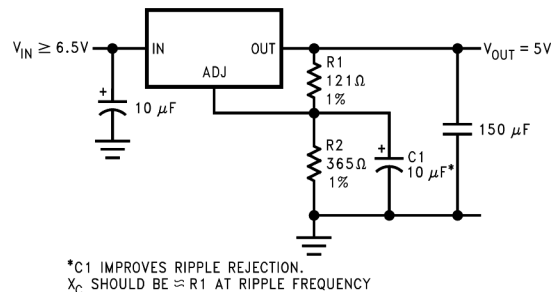 V_IN ≥ 6.5V
IN
OUT
ADJ
V_OUT = 5V
+
10 μF
R1
121Ω
1%
R2
365Ω
1%
+
C1
10 μF*
150 μF
*C1 IMPROVES RIPPLE REJECTION.
X_C SHOULD BE ≈ R1 AT RIPPLE FREQUENCY